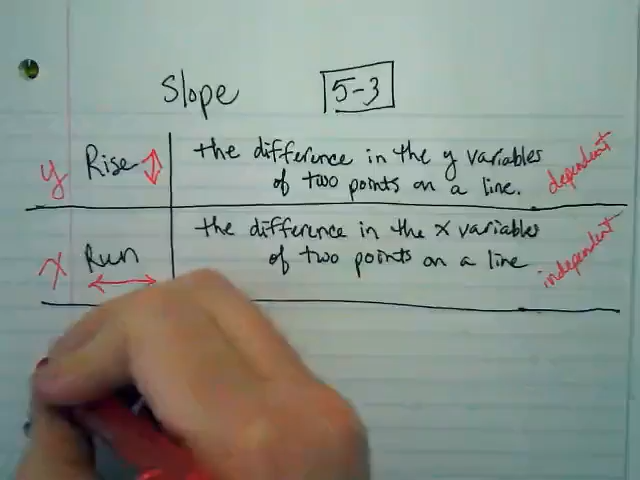 Slope 5-3
y Rise the difference in the y variables dependent
of two points on a line.
x Run the difference in the x variables independent
of two points on a line